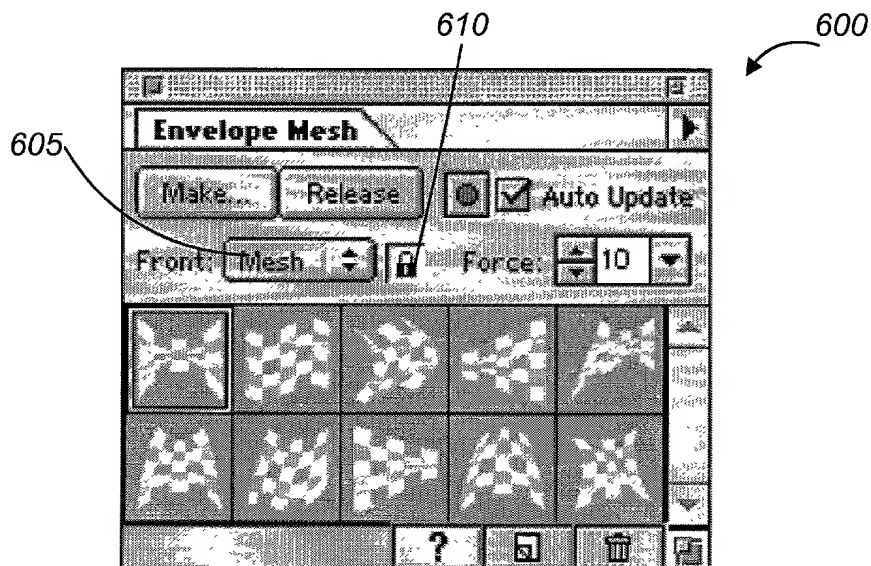 610
600
Envelope Mesh
605
Make...
Release
Auto Update
Front: Mesh
Force: 10
?